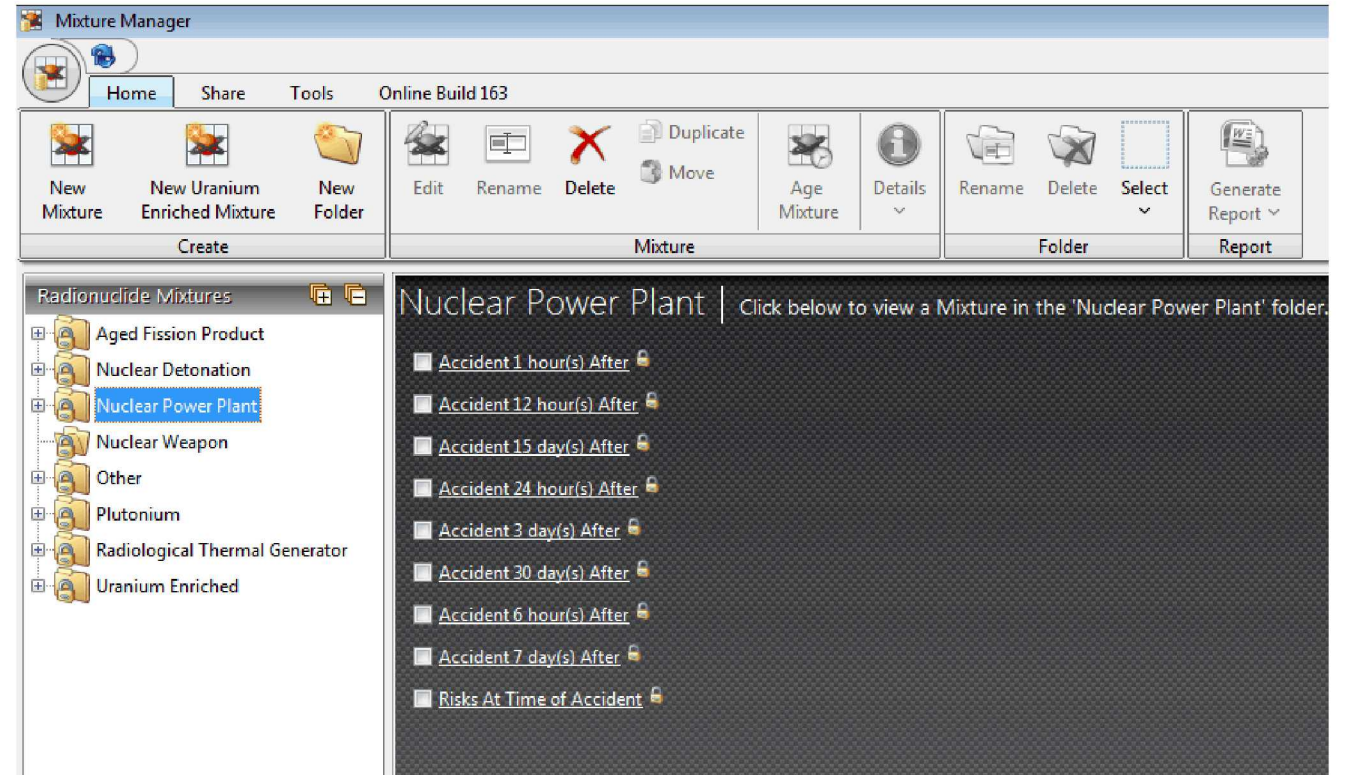 Mixture Manager
Home Share Tools Online Build 163
New Mixture
New Uranium Enriched Mixture
New Folder
Create
Edit
Rename
Delete
Duplicate
Move
Age Mixture
Details
Mixture
Rename
Delete
Select
Folder
Generate Report
Report
Radionuclide Mixtures
Aged Fission Product
Nuclear Detonation
Nuclear Power Plant
Nuclear Weapon
Other
Plutonium
Radiological Thermal Generator
Uranium Enriched
Nuclear Power Plant | Click below to view a Mixture in the 'Nuclear Power Plant' folder.
Accident 1 hour(s) After
Accident 12 hour(s) After
Accident 15 day(s) After
Accident 24 hour(s) After
Accident 3 day(s) After
Accident 30 day(s) After
Accident 6 hour(s) After
Accident 7 day(s) After
Risks At Time of Accident